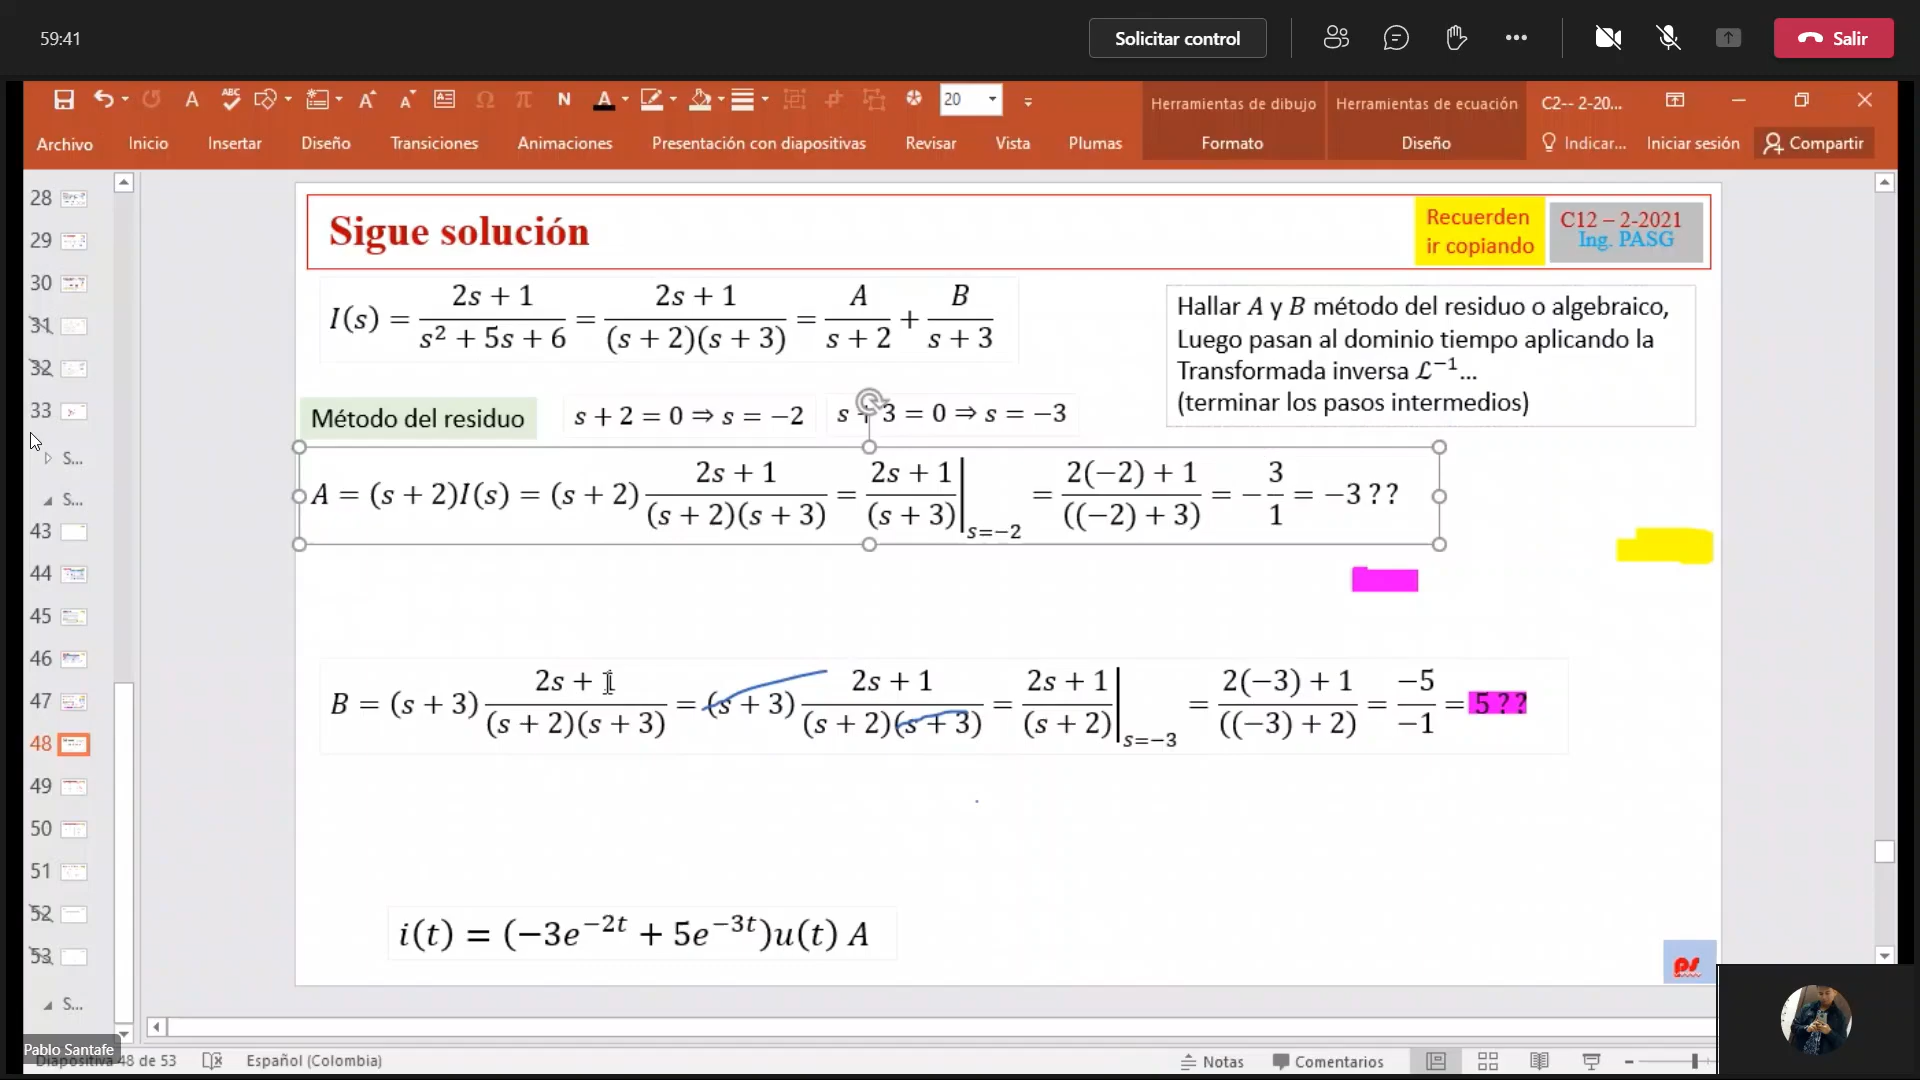 59:41
Solicitar control
Salir
20
Herramientas de dibujo
Herramientas de ecuación
C2-- 2-20...
Archivo Inicio Insertar Diseño Transiciones Animaciones Presentación con diapositivas Revisar Vista Plumas Formato Diseño Indicar... Iniciar sesión Compartir
28
29
30
31
32
33
S...
S...
43
44
45
46
47
48
49
50
51
52
53
S...
Sigue solución
Recuerden
ir copiando
C12 – 2-2021
Ing. PASG
I(s) = (2s + 1)/(s² + 5s + 6) = (2s + 1)/((s + 2)(s + 3)) = A/(s + 2) + B/(s + 3)
Hallar A y B método del residuo o algebraico,
Luego pasan al dominio tiempo aplicando la
Transformada inversa ℒ⁻¹...
(terminar los pasos intermedios)
Método del residuo
s + 2 = 0 ⇒ s = −2
s + 3 = 0 ⇒ s = −3
A = (s + 2)I(s) = (s + 2) (2s + 1)/((s + 2)(s + 3)) = (2s + 1)/(s + 3)|s=−2 = (2(−2) + 1)/((−2) + 3) = −3/1 = −3 ??
B = (s + 3) (2s + 1)/((s + 2)(s + 3)) = (s + 3) (2s + 1)/((s + 2)(s + 3)) = (2s + 1)/(s + 2)|s=−3 = (2(−3) + 1)/((−3) + 2) = −5/−1 = 5 ??
i(t) = (−3e⁻²ᵗ + 5e⁻³ᵗ)u(t) A
ps
Pablo Santafe
Diapositiva 48 de 53
Español (Colombia)
Notas
Comentarios